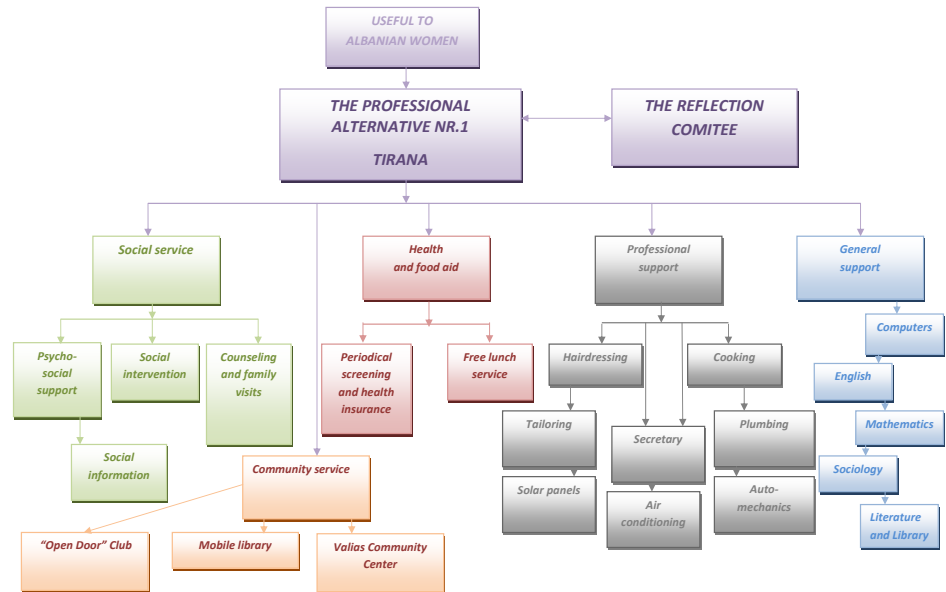 USEFUL TO
ALBANIAN WOMEN
THE PROFESSIONAL
ALTERNATIVE NR.1
TIRANA
THE REFLECTION
COMITEE
Social service
Health
and food aid
Professional
support
General
support
Computers
Psycho-
social
support
Social
intervention
Counseling
and family
visits
Periodical
screening
and health
insurance
Free lunch
service
Hairdressing
Cooking
English
Tailoring
Secretary
Plumbing
Mathematics
Social
information
Community service
Solar panels
Air
conditioning
Auto-
mechanics
Sociology
Literature
and Library
“Open Door” Club
Mobile library
Valias Community
Center